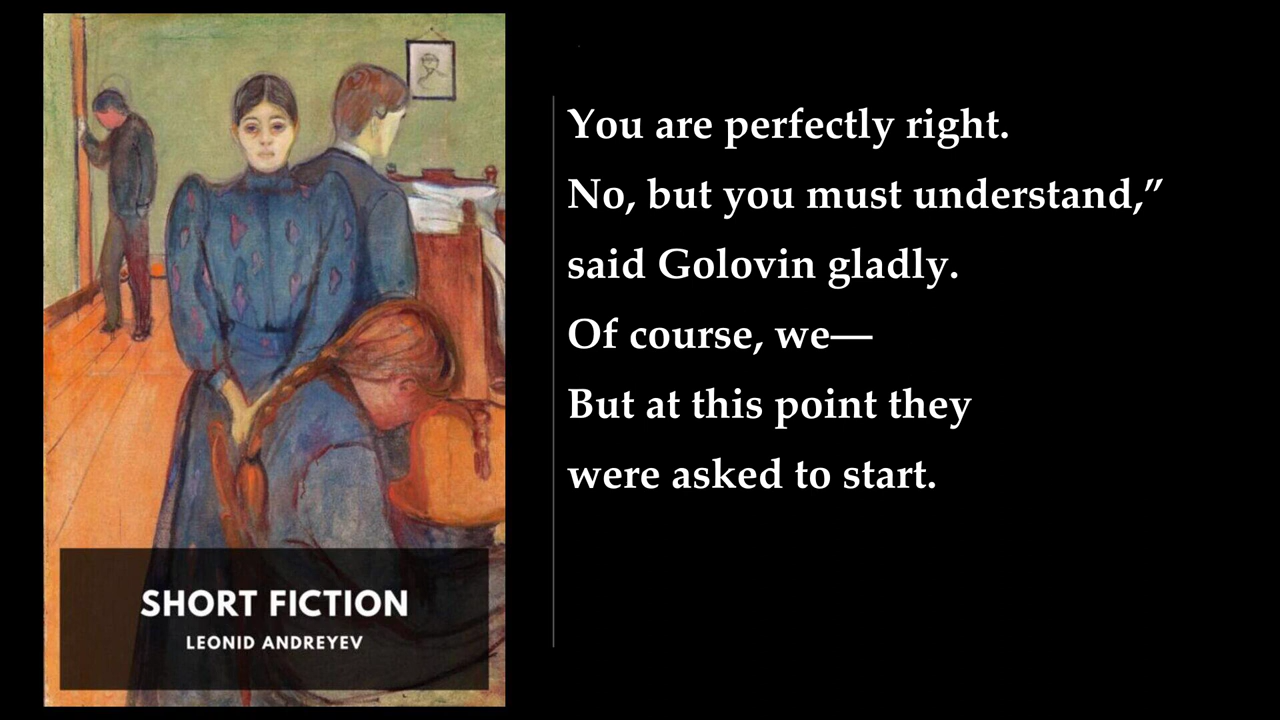 SHORT FICTION
LEONID ANDREYEV
You are perfectly right.
No, but you must understand,”
said Golovin gladly.
Of course, we—
But at this point they
were asked to start.